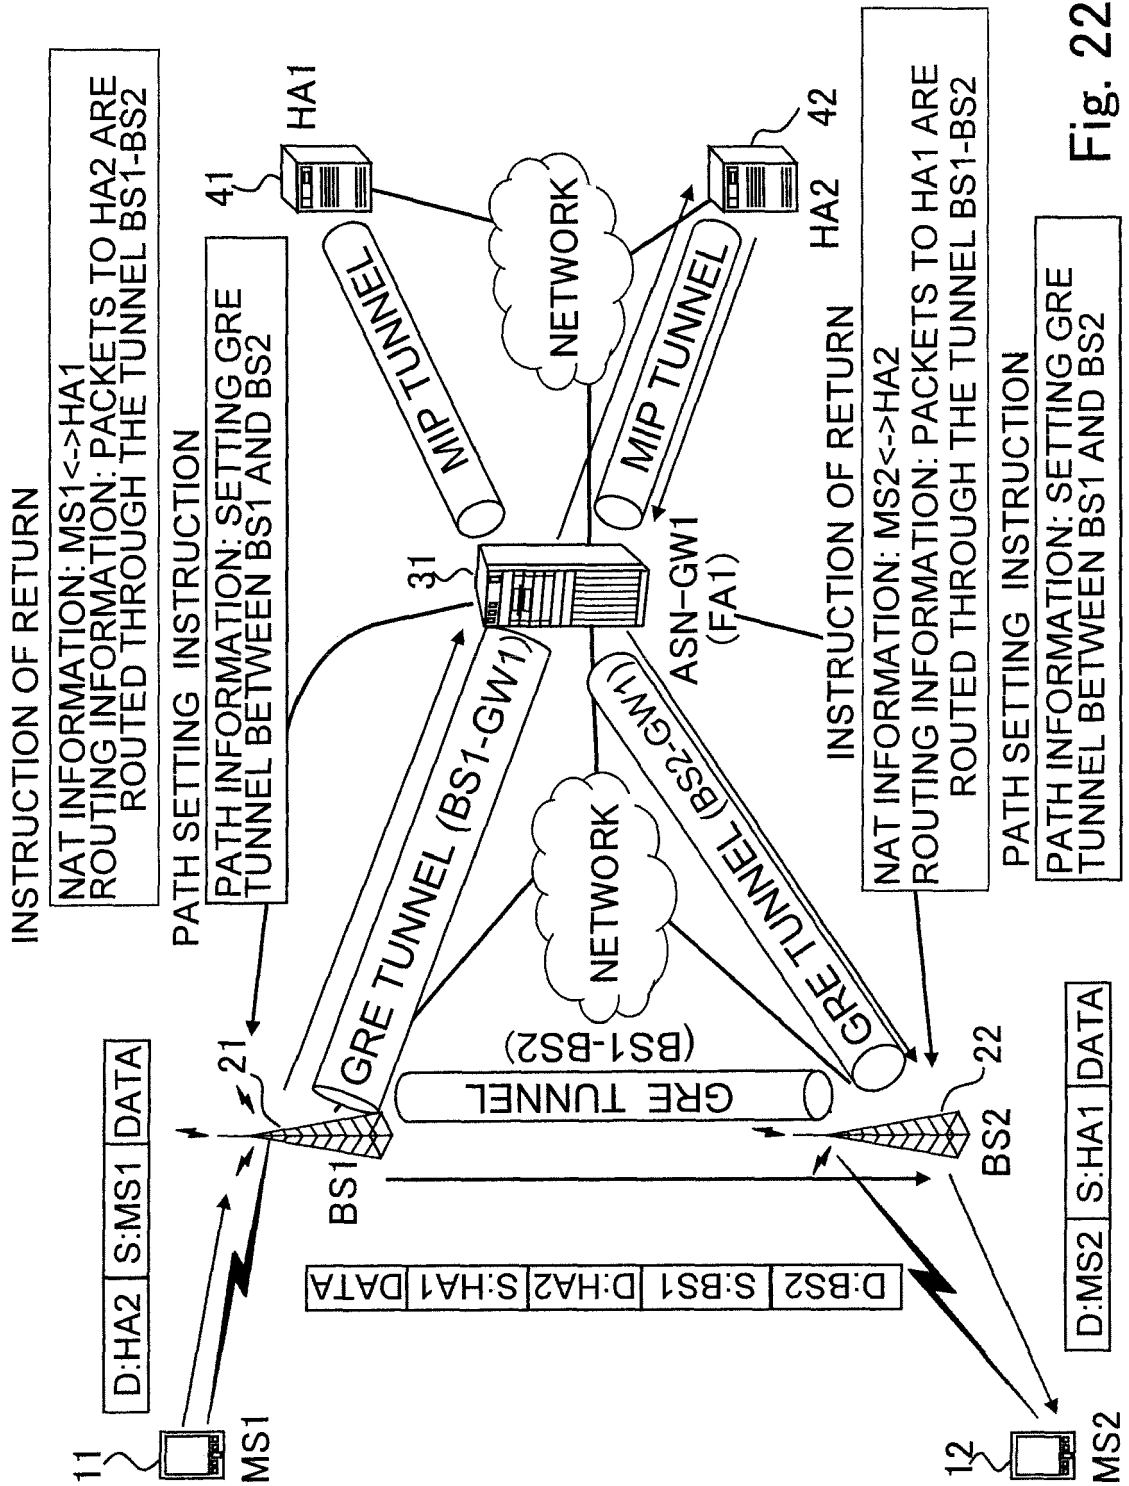 INSTRUCTION OF RETURN
NAT INFORMATION: MS1<->HA1
ROUTING INFORMATION: PACKETS TO HA2 ARE
ROUTED THROUGH THE TUNNEL BS1-BS2
PATH SETTING INSTRUCTION
PATH INFORMATION: SETTING GRE
TUNNEL BETWEEN BS1 AND BS2
11
MS1
D:HA2 S:MS1 DATA
21
BS1
GRE TUNNEL (BS1-GW1)
31
MIP TUNNEL
41
HA1
D:BS2 S:BS1 D:HA2 S:HA1 DATA
GRE TUNNEL
(BS1-BS2)
NETWORK
NETWORK
ASN-GW1
(FA1)
GRE TUNNEL (BS2-GW1)
MIP TUNNEL
42
HA2
12
MS2
22
BS2
D:MS2 S:HA1 DATA
INSTRUCTION OF RETURN
NAT INFORMATION: MS2<->HA2
ROUTING INFORMATION: PACKETS TO HA1 ARE
ROUTED THROUGH THE TUNNEL BS1-BS2
PATH SETTING INSTRUCTION
PATH INFORMATION: SETTING GRE
TUNNEL BETWEEN BS1 AND BS2
Fig. 22